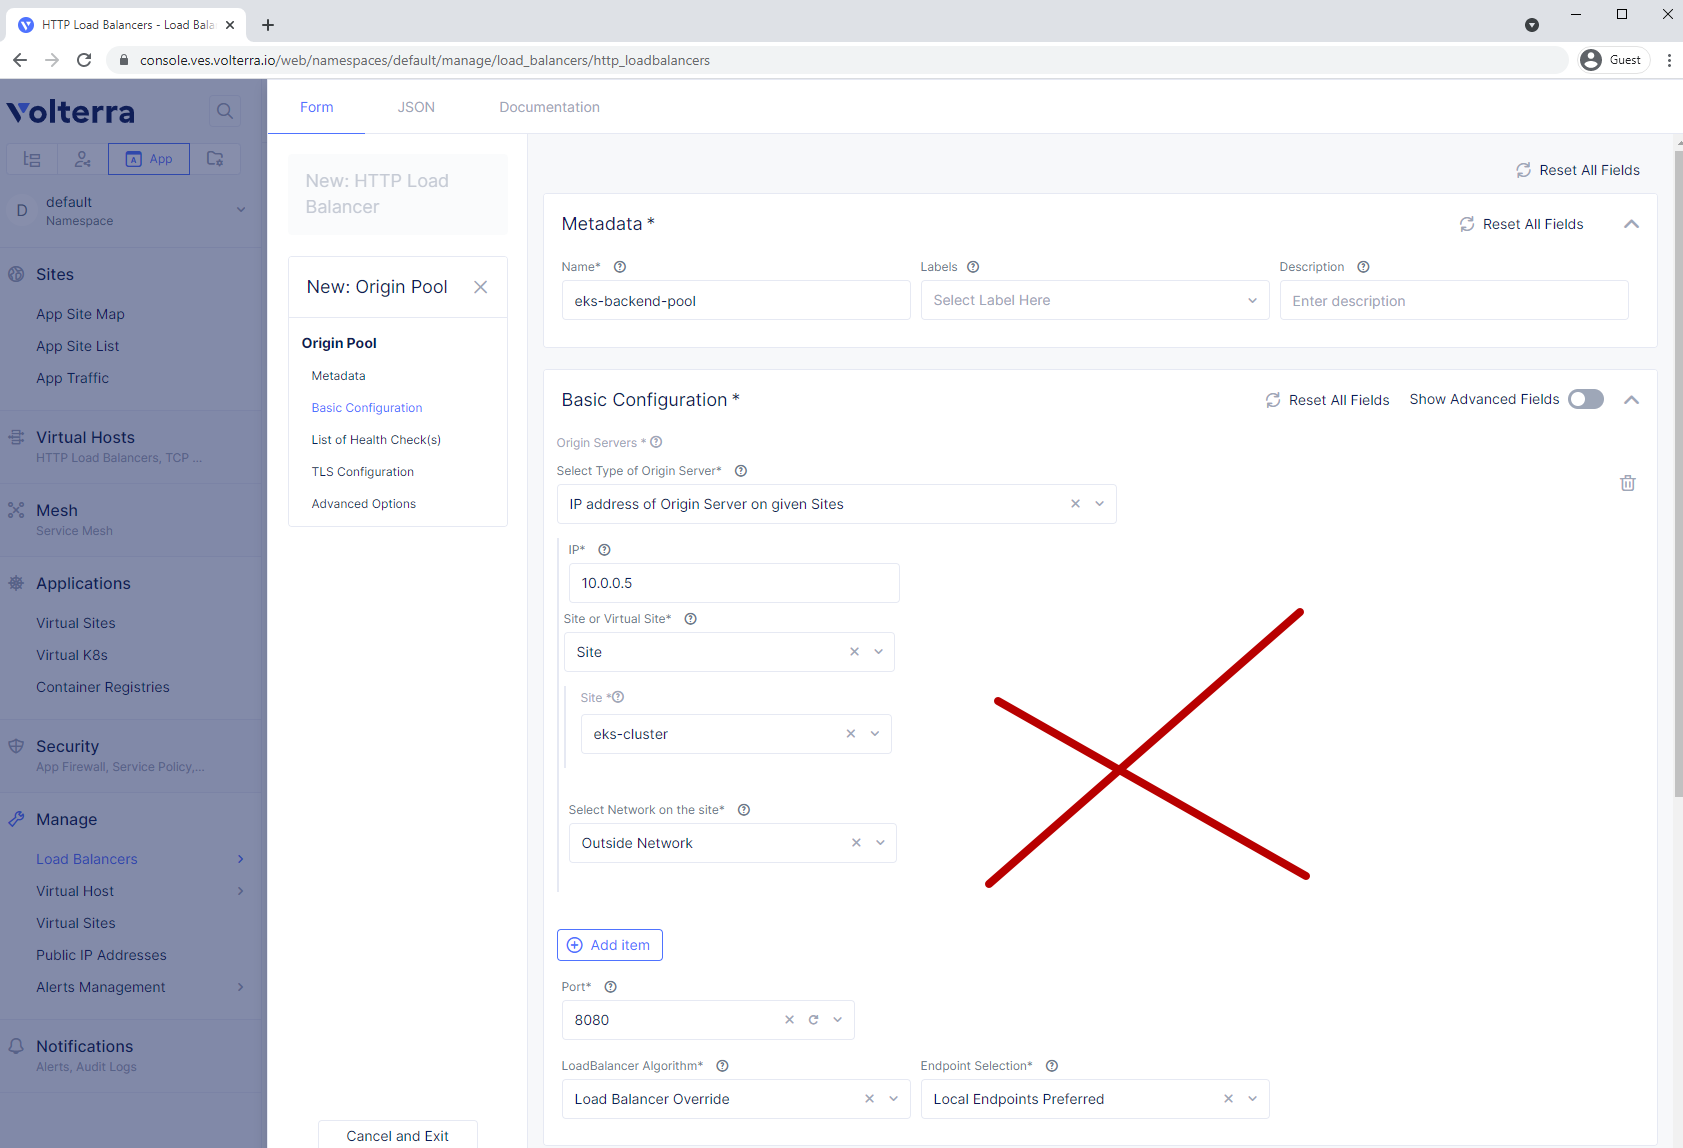 HTTP Load Balancers - Load Bala
console.ves.volterra.io/web/namespaces/default/manage/load_balancers/http_loadbalancers
Guest
Volterra
App
D
default
Namespace
Sites
App Site Map
App Site List
App Traffic
Virtual Hosts
HTTP Load Balancers, TCP ...
Mesh
Service Mesh
Applications
Virtual Sites
Virtual K8s
Container Registries
Security
App Firewall, Service Policy,...
Manage
Load Balancers
Virtual Host
Virtual Sites
Public IP Addresses
Alerts Management
Notifications
Alerts, Audit Logs
Form JSON Documentation
New: HTTP Load
Balancer
New: Origin Pool
Origin Pool
Metadata
Basic Configuration
List of Health Check(s)
TLS Configuration
Advanced Options
Cancel and Exit
Reset All Fields
Metadata *
Reset All Fields
Name* Labels Description
eks-backend-pool Select Label Here Enter description
Basic Configuration *
Reset All Fields Show Advanced Fields
Origin Servers *
Select Type of Origin Server*
IP address of Origin Server on given Sites
IP*
10.0.0.5
Site or Virtual Site*
Site
Site *
eks-cluster
Select Network on the site*
Outside Network
Add item
Port*
8080
LoadBalancer Algorithm* Endpoint Selection*
Load Balancer Override Local Endpoints Preferred